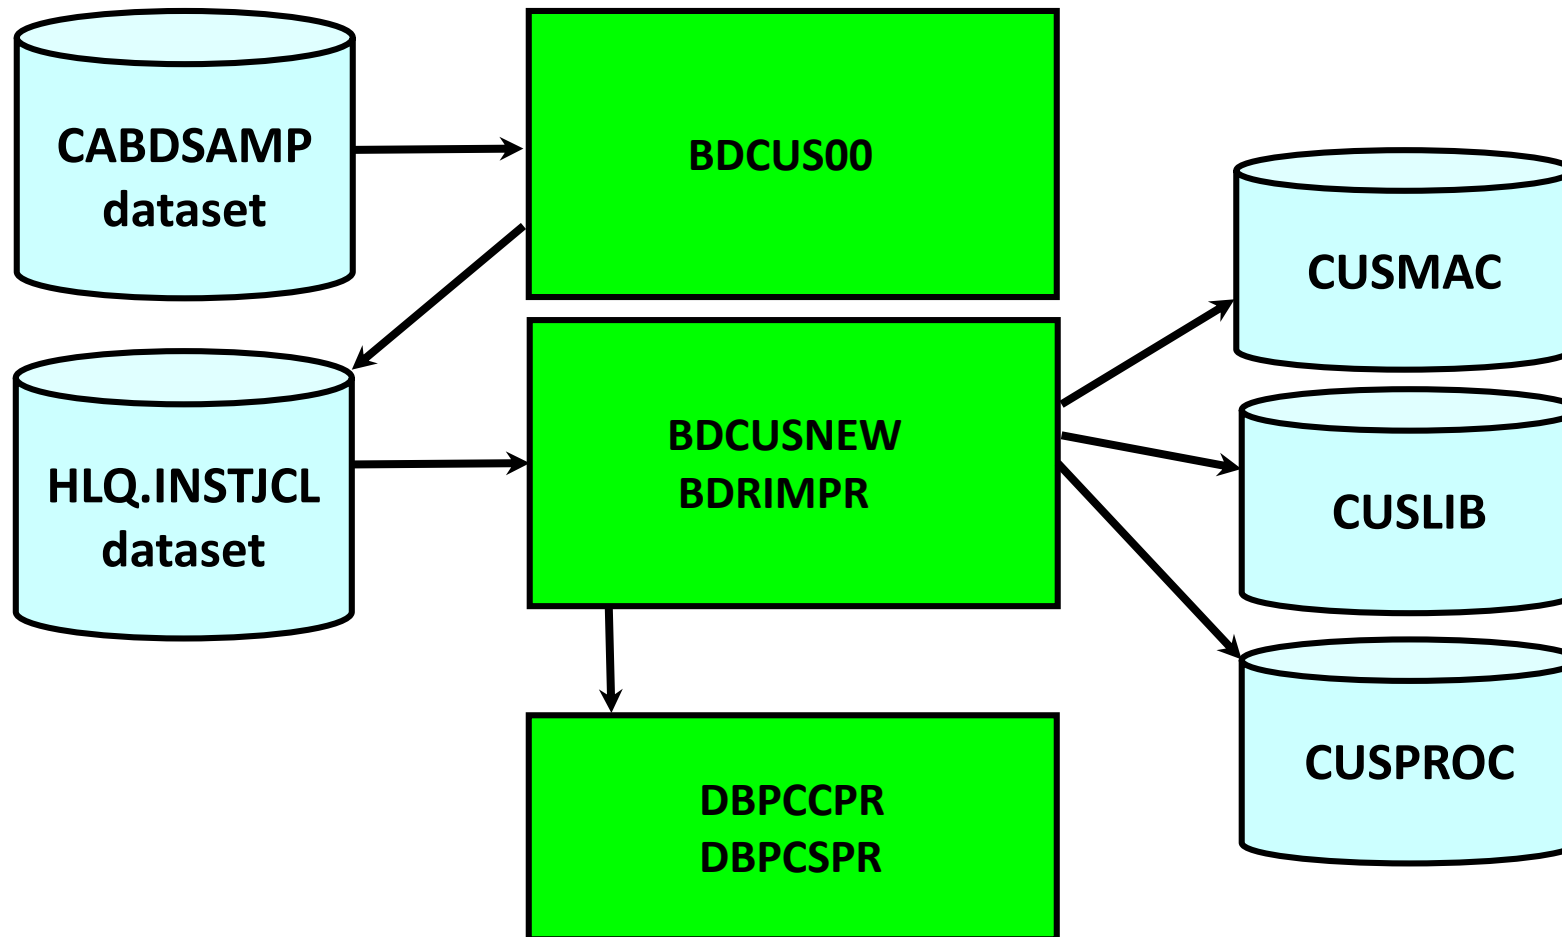 CABDSAMP
dataset
BDCUS00
HLQ.INSTJCL
dataset
BDCUSNEW
BDRIMPR
DBPCCPR
DBPCSPR
CUSMAC
CUSLIB
CUSPROC